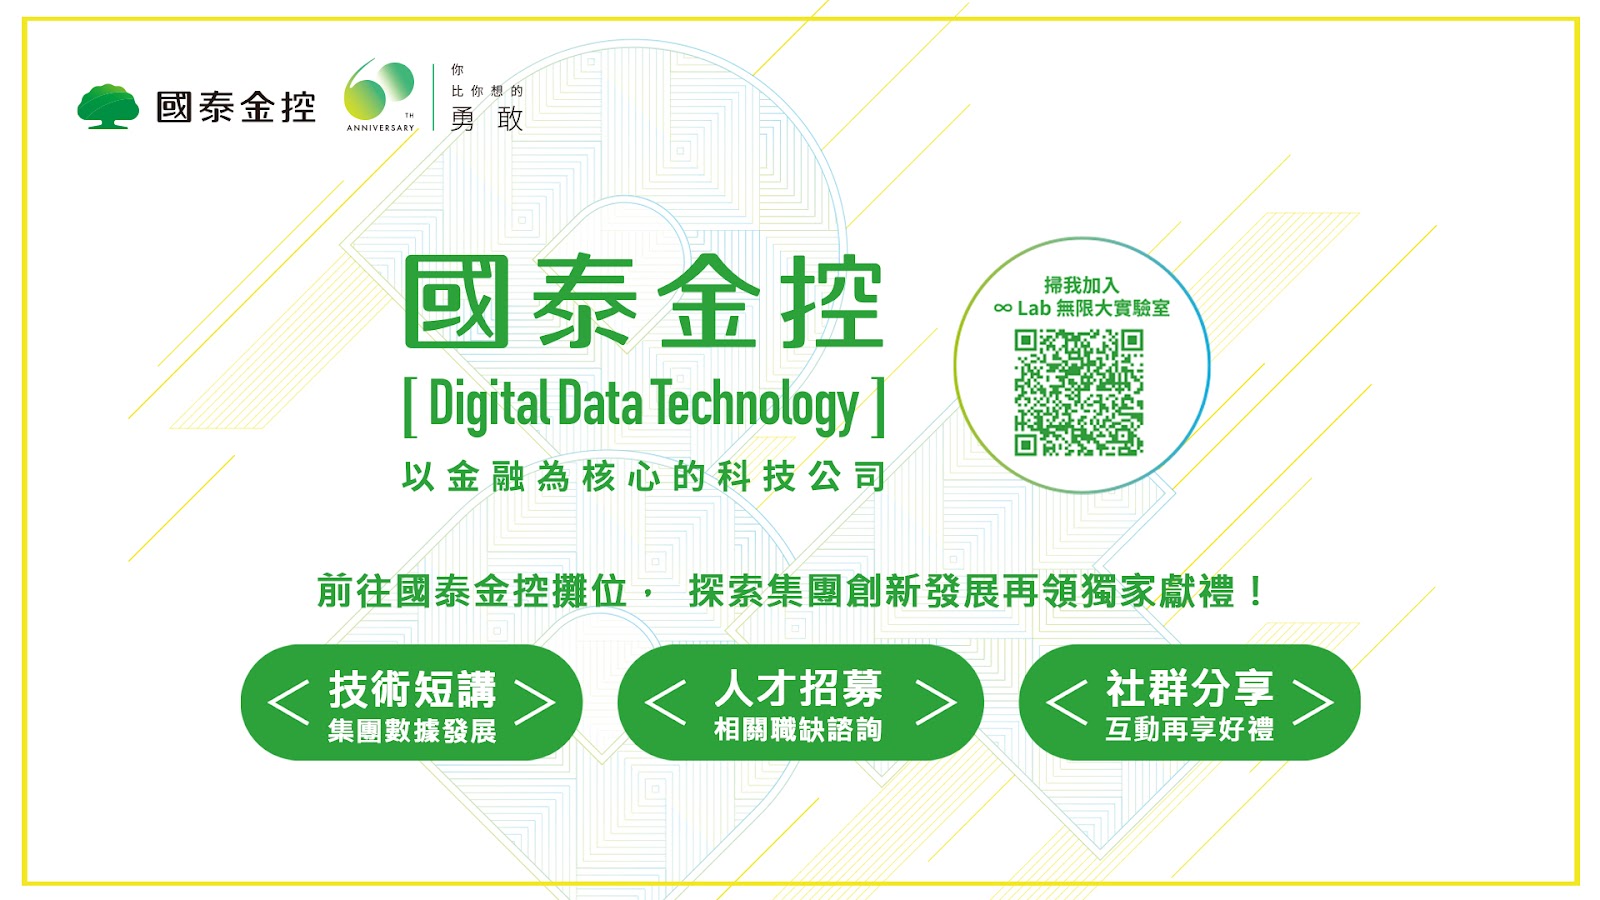 國泰金控
60
TH
ANNIVERSARY
你
比你想的
勇敢
國泰金控
[ Digital Data Technology ]
以金融為核心的科技公司
掃我加入
∞ Lab 無限大實驗室
前往國泰金控攤位， 探索集團創新發展再領獨家獻禮！
< 技術短講 >
集團數據發展
< 人才招募 >
相關職缺諮詢
< 社群分享 >
互動再享好禮